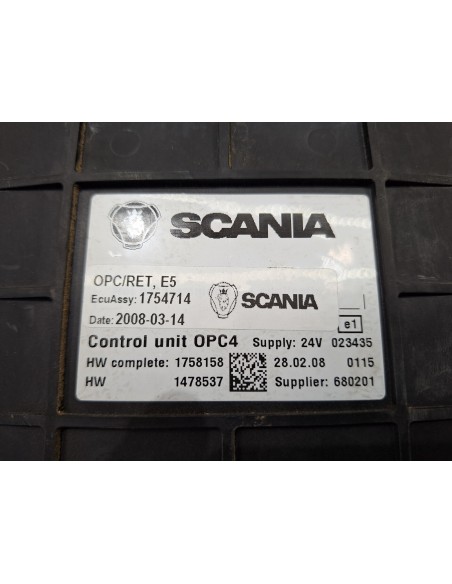 SCANIA
OPC/RET, E5
EcuAssy: 1754714
SCANIA
Date: 2008-03-14
e1
Control unit OPC4 Supply: 24V 023435
HW complete: 1758158 28.02.08 0115
HW 1478537 Supplier: 680201